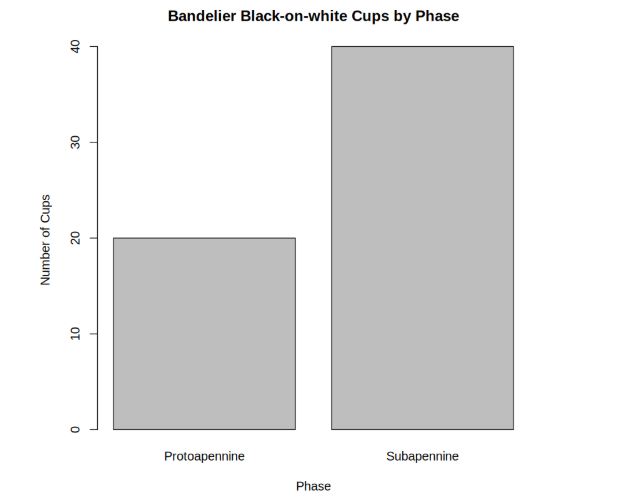 Bandelier Black-on-white Cups by Phase
40
30
20
10
0
Number of Cups
Protoapennine
Subapennine
Phase